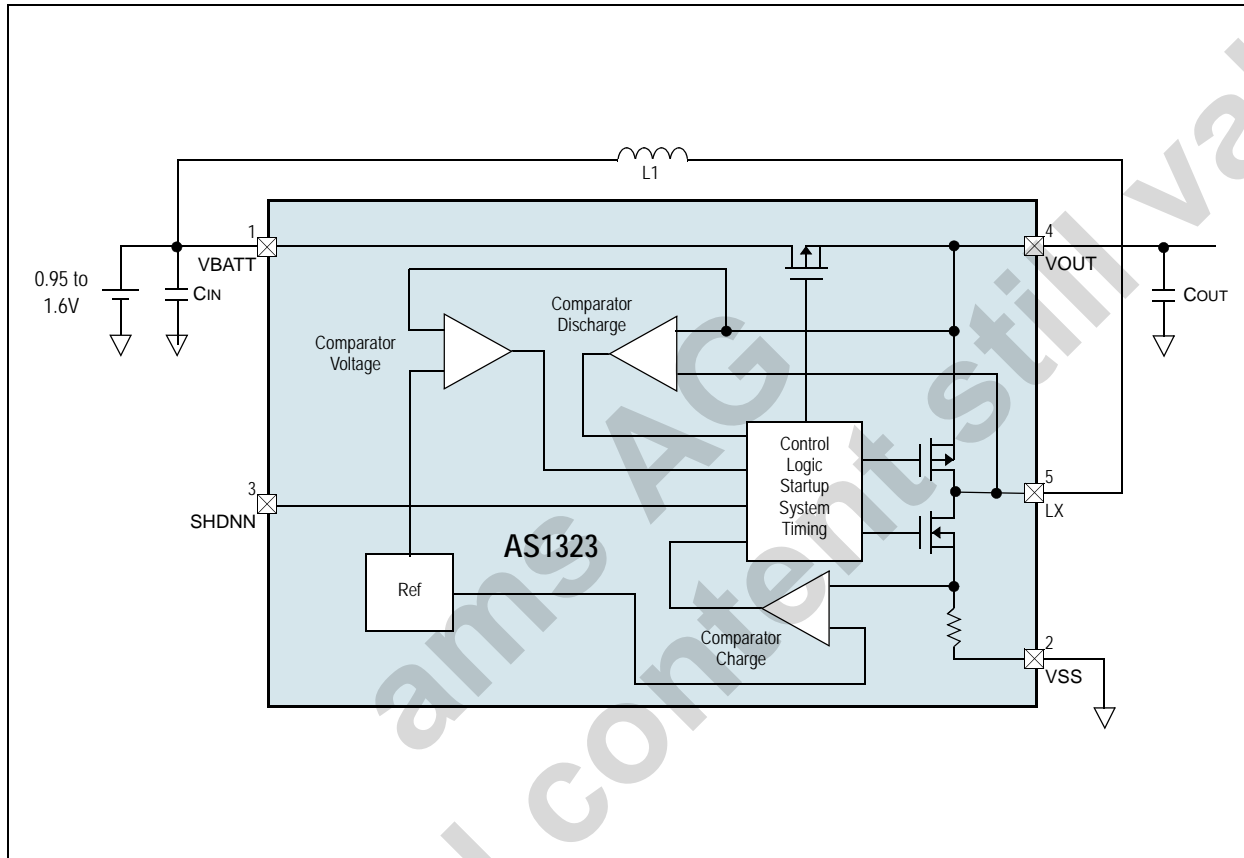 L1
1
VBATT
4
VOUT
0.95 to
1.6V
CIN
COUT
Comparator
Discharge
Comparator
Voltage
Control
Logic
Startup
System
Timing
5
LX
3
SHDNN
AS1323
Ref
Comparator
Charge
2
VSS
ams AG
content still val